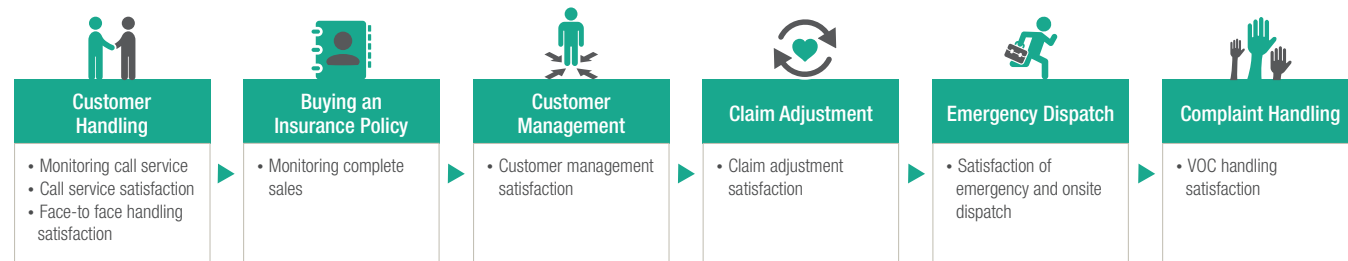 Customer
Handling
• Monitoring call service
• Call service satisfaction
• Face-to face handling
satisfaction
Buying an
Insurance Policy
• Monitoring complete
sales
Customer
Management
• Customer management
satisfaction
Claim Adjustment
• Claim adjustment
satisfaction
Emergency Dispatch
• Satisfaction of
emergency and onsite
dispatch
Complaint Handling
• VOC handling
satisfaction